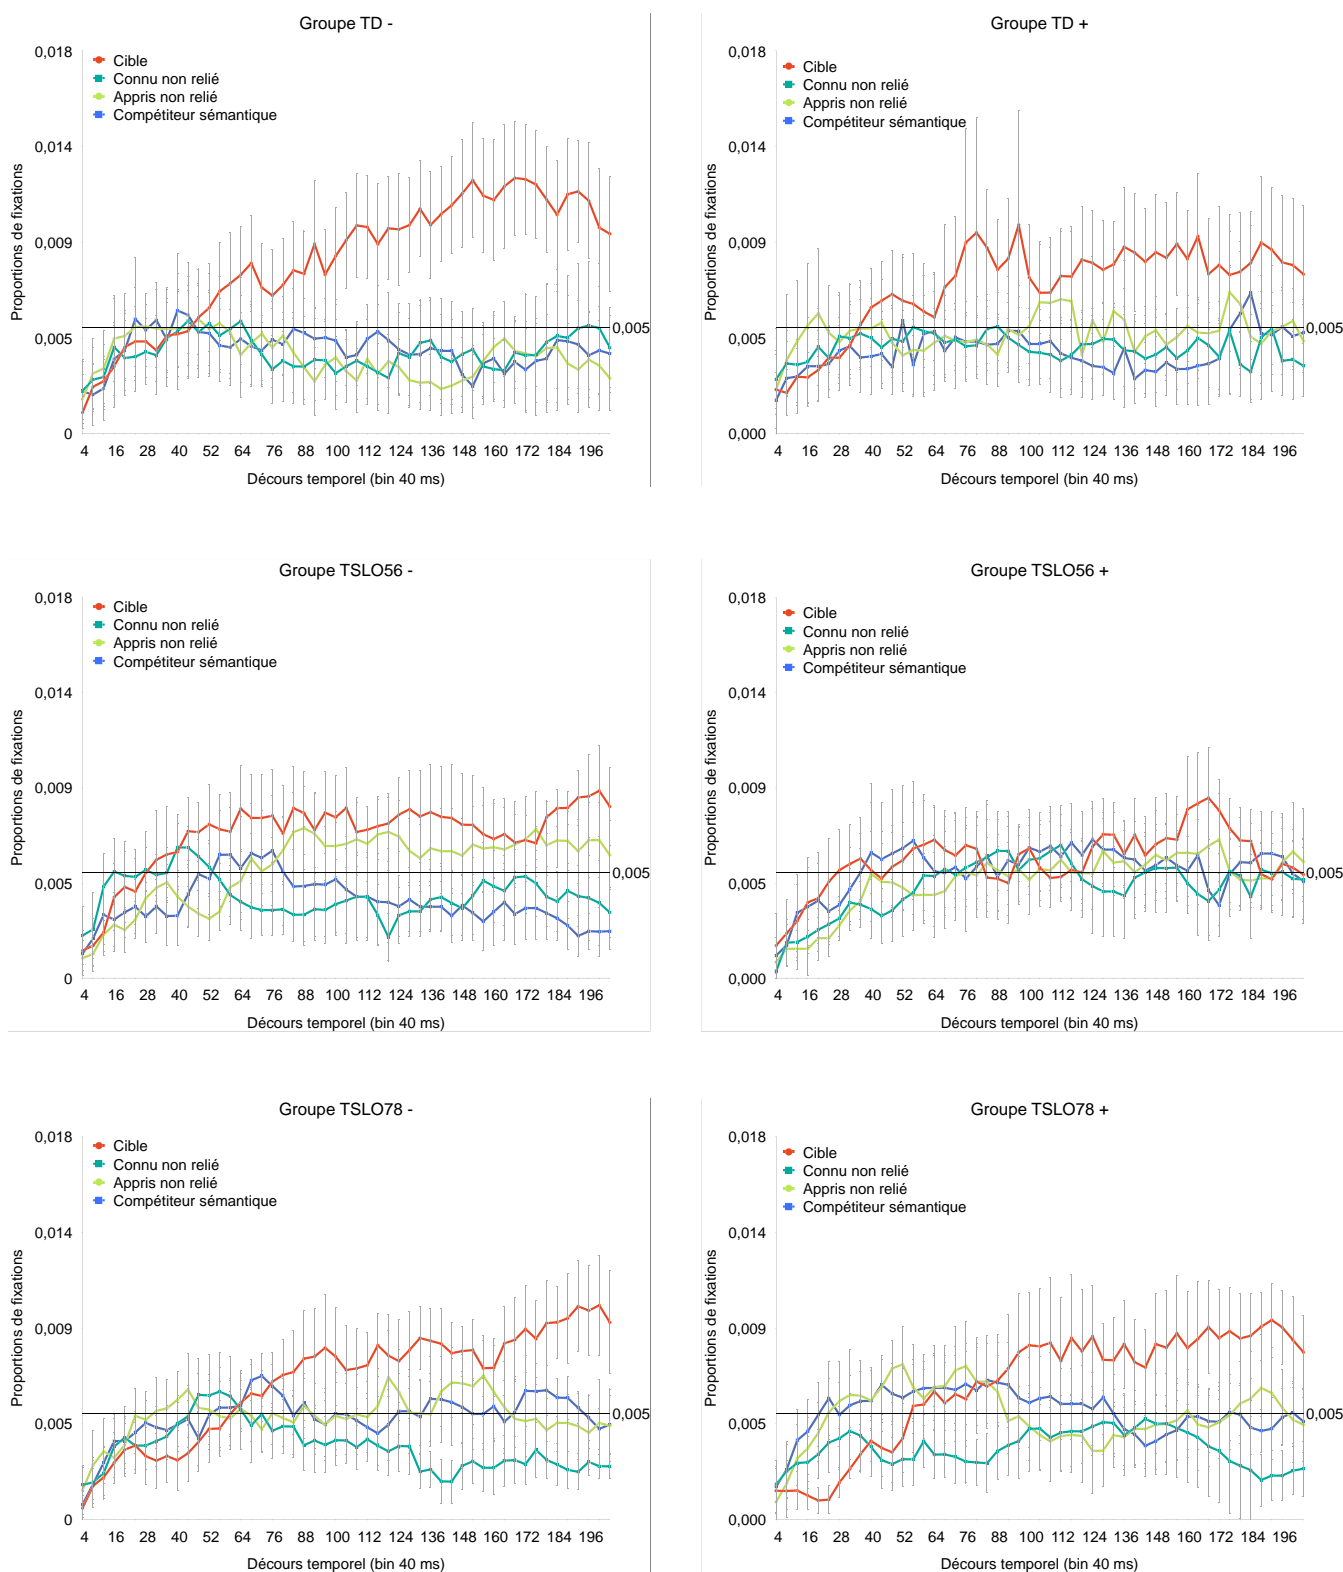 Groupe TD -
0,018
0,014
0,009
0,005
0
Proportions de fixations
Cible
Connu non relié
Appris non relié
Compétiteur sémantique
0,005
4 16 28 40 52 64 76 88 100 112 124 136 148 160 172 184 196
Décours temporel (bin 40 ms)
Groupe TD +
0,018
0,014
0,009
0,005
0,000
Proportions de fixations
Cible
Connu non relié
Appris non relié
Compétiteur sémantique
0,005
4 16 28 40 52 64 76 88 100 112 124 136 148 160 172 184 196
Décours temporel (bin 40 ms)
Groupe TSLO56 -
0,018
0,014
0,009
0,005
0
Proportions de fixations
Cible
Connu non relié
Appris non relié
Compétiteur sémantique
0,005
4 16 28 40 52 64 76 88 100 112 124 136 148 160 172 184 196
Décours temporel (bin 40 ms)
Groupe TSLO56 +
0,018
0,014
0,009
0,005
0,000
Proportions de fixations
Cible
Connu non relié
Appris non relié
Compétiteur sémantique
0,005
4 16 28 40 52 64 76 88 100 112 124 136 148 160 172 184 196
Décours temporel (bin 40 ms)
Groupe TSLO78 -
0,018
0,014
0,009
0,005
0
Proportions de fixations
Cible
Connu non relié
Appris non relié
Compétiteur sémantique
0,005
4 16 28 40 52 64 76 88 100 112 124 136 148 160 172 184 196
Décours temporel (bin 40 ms)
Groupe TSLO78 +
0,018
0,014
0,009
0,005
0,000
Proportions de fixations
Cible
Connu non relié
Appris non relié
Compétiteur sémantique
0,005
4 16 28 40 52 64 76 88 100 112 124 136 148 160 172 184 196
Décours temporel (bin 40 ms)